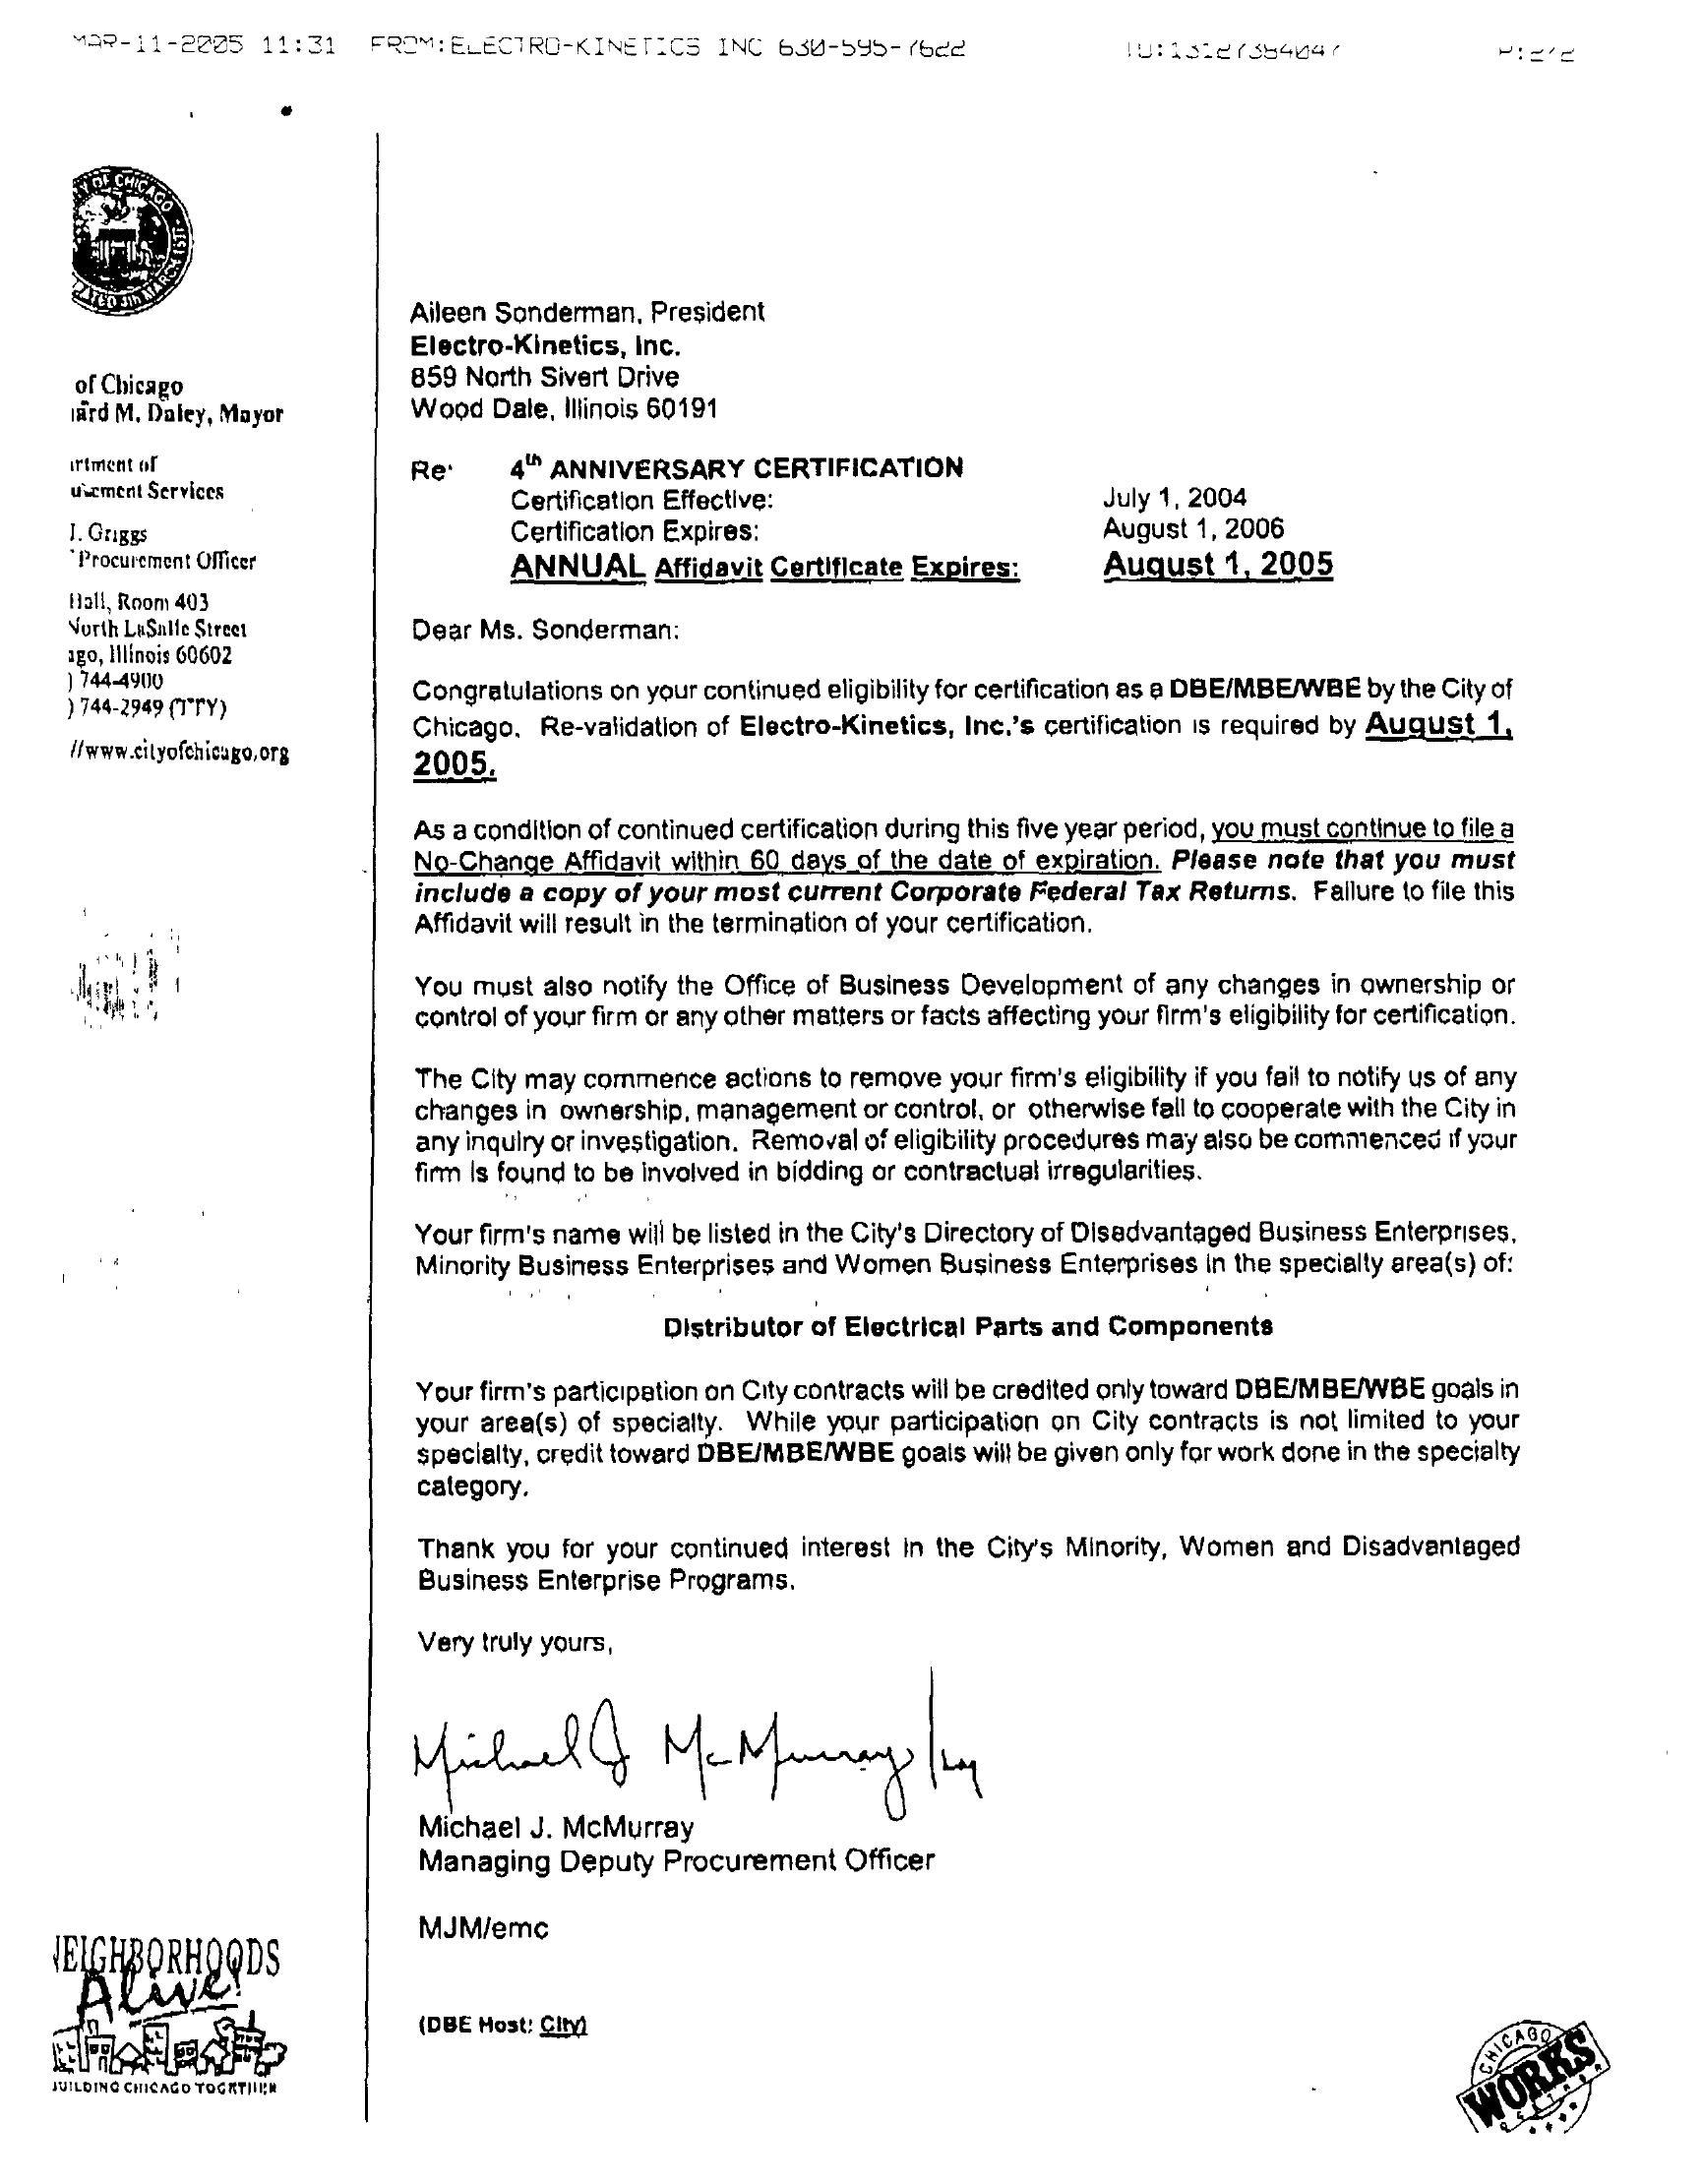 MAR-11-2005 11:31 FROM:ELECTRO-KINETICS INC 630-595-7622 TO:13127384047 P:2/2
Y OF CHICAGO
of Chicago
ard M. Daley, Mayor
rtment of
urement Services
J. Griggs
Procurement Officer
Hall, Room 403
North LaSalle Street
ago, Illinois 60602
) 744-4900
) 744-2949 (TTY)
//www.cityofchicago.org
Aileen Sonderman, President
Electro-Kinetics, Inc.
859 North Sivert Drive
Wood Dale, Illinois 60191
Re: 4th ANNIVERSARY CERTIFICATION
Certification Effective: July 1, 2004
Certification Expires: August 1, 2006
ANNUAL Affidavit Certificate Expires: August 1, 2005
Dear Ms. Sonderman:
Congratulations on your continued eligibility for certification as a DBE/MBE/WBE by the City of
Chicago. Re-validation of Electro-Kinetics, Inc.'s certification is required by August 1,
2005.
As a condition of continued certification during this five year period, you must continue to file a
No-Change Affidavit within 60 days of the date of expiration. Please note that you must
include a copy of your most current Corporate Federal Tax Returns. Failure to file this
Affidavit will result in the termination of your certification.
You must also notify the Office of Business Development of any changes in ownership or
control of your firm or any other matters or facts affecting your firm's eligibility for certification.
The City may commence actions to remove your firm's eligibility if you fail to notify us of any
changes in ownership, management or control, or otherwise fail to cooperate with the City in
any inquiry or investigation. Removal of eligibility procedures may also be commenced if your
firm is found to be involved in bidding or contractual irregularities.
Your firm's name will be listed in the City's Directory of Disadvantaged Business Enterprises,
Minority Business Enterprises and Women Business Enterprises in the specialty area(s) of:
Distributor of Electrical Parts and Components
Your firm's participation on City contracts will be credited only toward DBE/MBE/WBE goals in
your area(s) of specialty. While your participation on City contracts is not limited to your
specialty, credit toward DBE/MBE/WBE goals will be given only for work done in the specialty
category.
Thank you for your continued interest in the City's Minority, Women and Disadvantaged
Business Enterprise Programs.
Very truly yours,
Michael J McMurray
Michael J. McMurray
Managing Deputy Procurement Officer
MJM/emc
(DBE Host: City)
NEIGHBORHOODS
Alive!
BUILDING CHICAGO TOGETHER
CHICAGO
WORKS